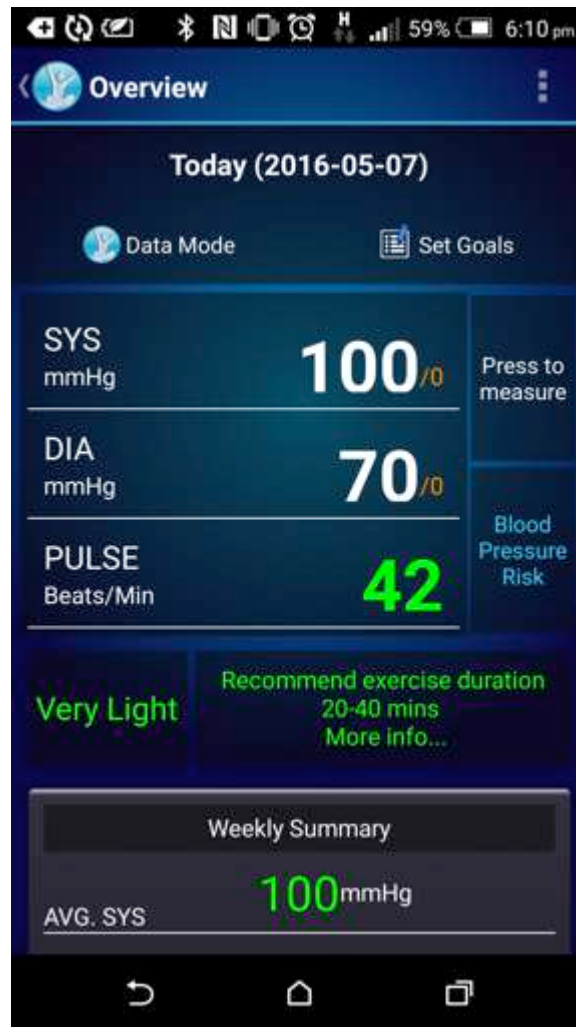 H
59%
6:10 pm
Overview
Today (2016-05-07)
Data Mode
Set Goals
SYS
mmHg
100/0
Press to
measure
DIA
mmHg
70/0
Blood
Pressure
Risk
PULSE
Beats/Min
42
Very Light
Recommend exercise duration
20-40 mins
More info...
Weekly Summary
AVG. SYS
100mmHg